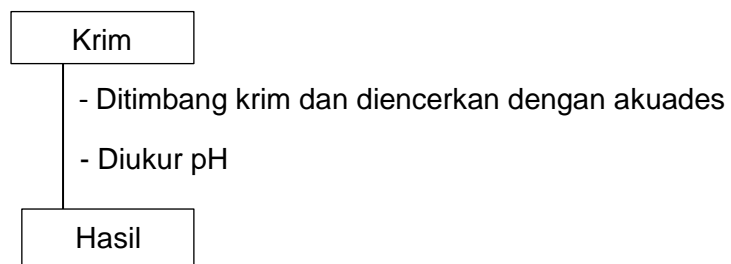 Krim
- Ditimbang krim dan diencerkan dengan akuades
- Diukur pH
Hasil